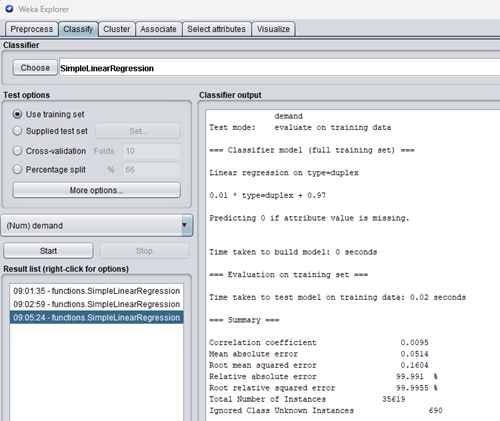 Weka Explorer
Preprocess Classify Cluster Associate Select attributes Visualize
Classifier
Choose SimpleLinearRegression
Test options
Use training set
Supplied test set Set...
Cross-validation Folds 10
Percentage split % 66
More options...
(Num) demand
Start Stop
Result list (right-click for options)
09:01:35 - functions.SimpleLinearRegression
09:02:59 - functions.SimpleLinearRegression
09:05:24 - functions.SimpleLinearRegression
Classifier output
demand
Test mode: evaluate on training data
=== Classifier model (full training set) ===
Linear regression on type=duplex
0.01 * type=duplex + 0.97
Predicting 0 if attribute value is missing.
Time taken to build model: 0 seconds
=== Evaluation on training set ===
Time taken to test model on training data: 0.02 seconds
=== Summary ===
Correlation coefficient 0.0095
Mean absolute error 0.0514
Root mean squared error 0.1604
Relative absolute error 99.991 %
Root relative squared error 99.9955 %
Total Number of Instances 35619
Ignored Class Unknown Instances 690